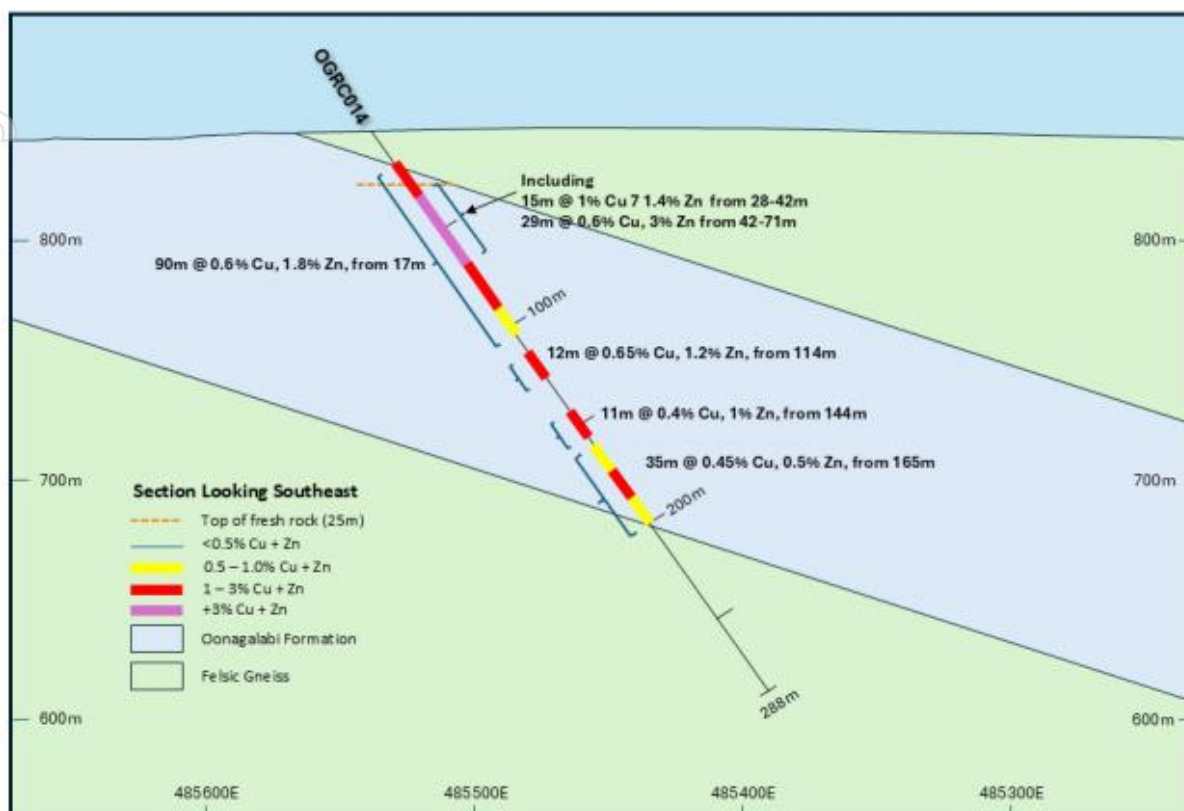 OGRC014
Including
15m @ 1% Cu 7 1.4% Zn from 28-42m
29m @ 0.6% Cu, 3% Zn from 42-71m
800m
800m
90m @ 0.6% Cu, 1.8% Zn, from 17m
100m
12m @ 0.65% Cu, 1.2% Zn, from 114m
11m @ 0.4% Cu, 1% Zn, from 144m
35m @ 0.45% Cu, 0.5% Zn, from 165m
700m
700m
200m
Section Looking Southeast
Top of fresh rock (25m)
<0.5% Cu + Zn
0.5 – 1.0% Cu + Zn
1 – 3% Cu + Zn
+3% Cu + Zn
Oonagalabi Formation
Felsic Gneiss
288m
600m
600m
485600E
485500E
485400E
485300E